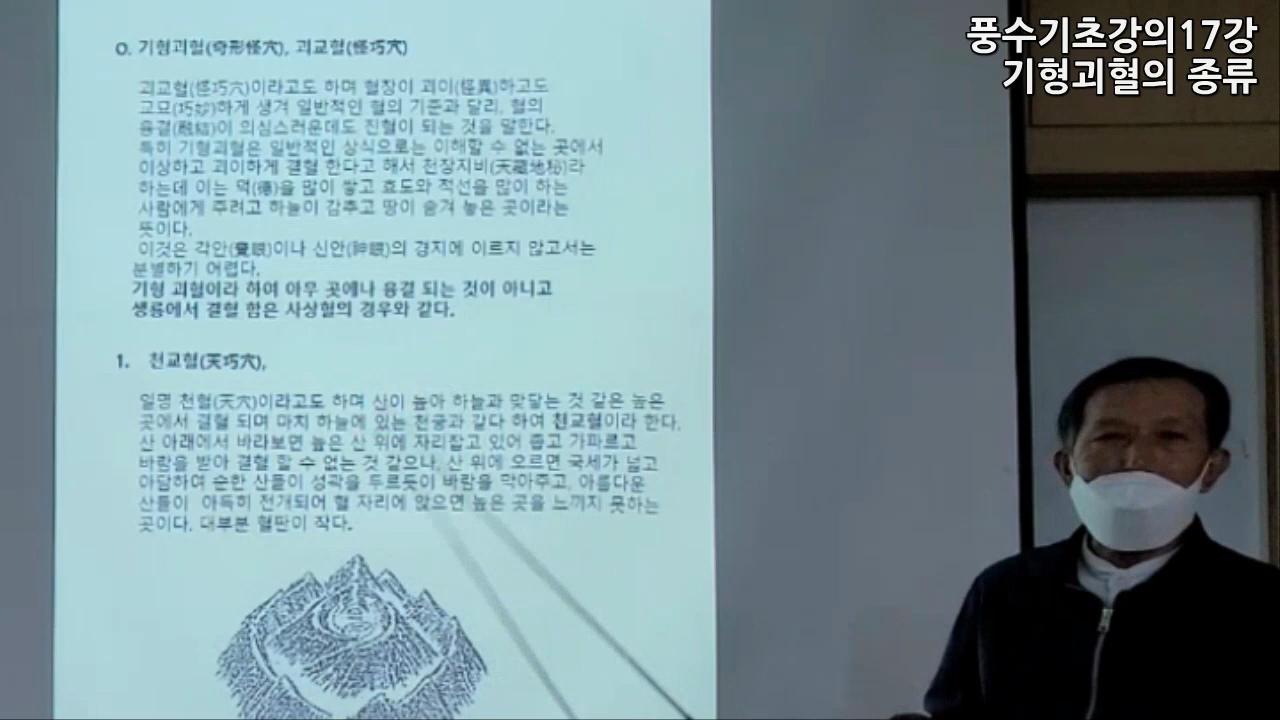 풍수기초강의17강
기형괴혈의 종류
O. 기형괴혈(奇形怪穴), 괴교혈(怪巧穴)
괴교혈(怪巧穴)이라고도 하며 혈장이 괴이(怪異)하고도
교묘(巧妙)하게 생겨 일반적인 혈의 기준과 달리, 혈의
융결(融結)이 의심스러운데도 진혈이 되는 것을 말한다.
특히 기형괴혈은 일반적인 상식으로는 이해할 수 없는 곳에서
이상하고 괴이하게 결혈 한다고 해서 천장지비(天藏地秘)라
하는데 이는 덕(德)을 많이 쌓고 효도와 적선을 많이 하는
사람에게 주려고 하늘이 감추고 땅이 숨겨 놓은 곳이라는
뜻이다.
이것은 각안(覺眼)이나 신안(神眼)의 경지에 이르지 않고서는
분별하기 어렵다.
기형 괴혈이라 하여 아무 곳에나 융결 되는 것이 아니고
생룡에서 결혈 함은 사상혈의 경우와 같다.
1. 천교혈(天巧穴),
일명 천혈(天穴)이라고도 하며 산이 높아 하늘과 맞닿는 것 같은 높은
곳에서 결혈 되며 마치 하늘에 있는 천궁과 같다 하여 천교혈이라 한다.
산 아래에서 바라보면 높은 산 위에 자리잡고 있어 좁고 가파르고
바람을 받아 결혈 할 수 없는 것 같으나, 산 위에 오르면 국세가 넓고
아담하여 순한 산들이 성곽을 두르듯이 바람을 막아주고, 아름다운
산들이 아득히 전개되어 혈 자리에 앉으면 높은 곳을 느끼지 못하는
곳이다. 대부분 혈판이 작다.